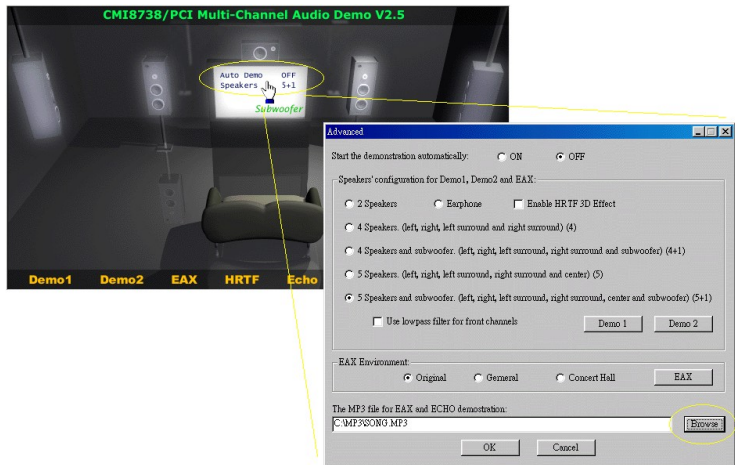 CMI8738/PCI Multi-Channel Audio Demo V2.5
Auto Demo OFF
Speakers 5+1
Subwoofer
Demo1 Demo2 EAX HRTF Echo
Advanced
Start the demonstration automatically: ON OFF
Speakers' configuration for Demo1, Demo2 and EAX:
2 Speakers Earphone Enable HRTF 3D Effect
4 Speakers. (left, right, left surround and right surround) (4)
4 Speakers and subwoofer. (left, right, left surround, right surround and subwoofer) (4+1)
5 Speakers. (left, right, left surround, right surround and center) (5)
5 Speakers and subwoofer. (left, right, left surround, right surround, center and subwoofer) (5+1)
Use lowpass filter for front channels Demo 1 Demo 2
EAX Environment:
Original Gerneral Concert Hall EAX
The MP3 file for EAX and ECHO demostration:
C:\MP3\SONG.MP3 Browse
OK Cancel